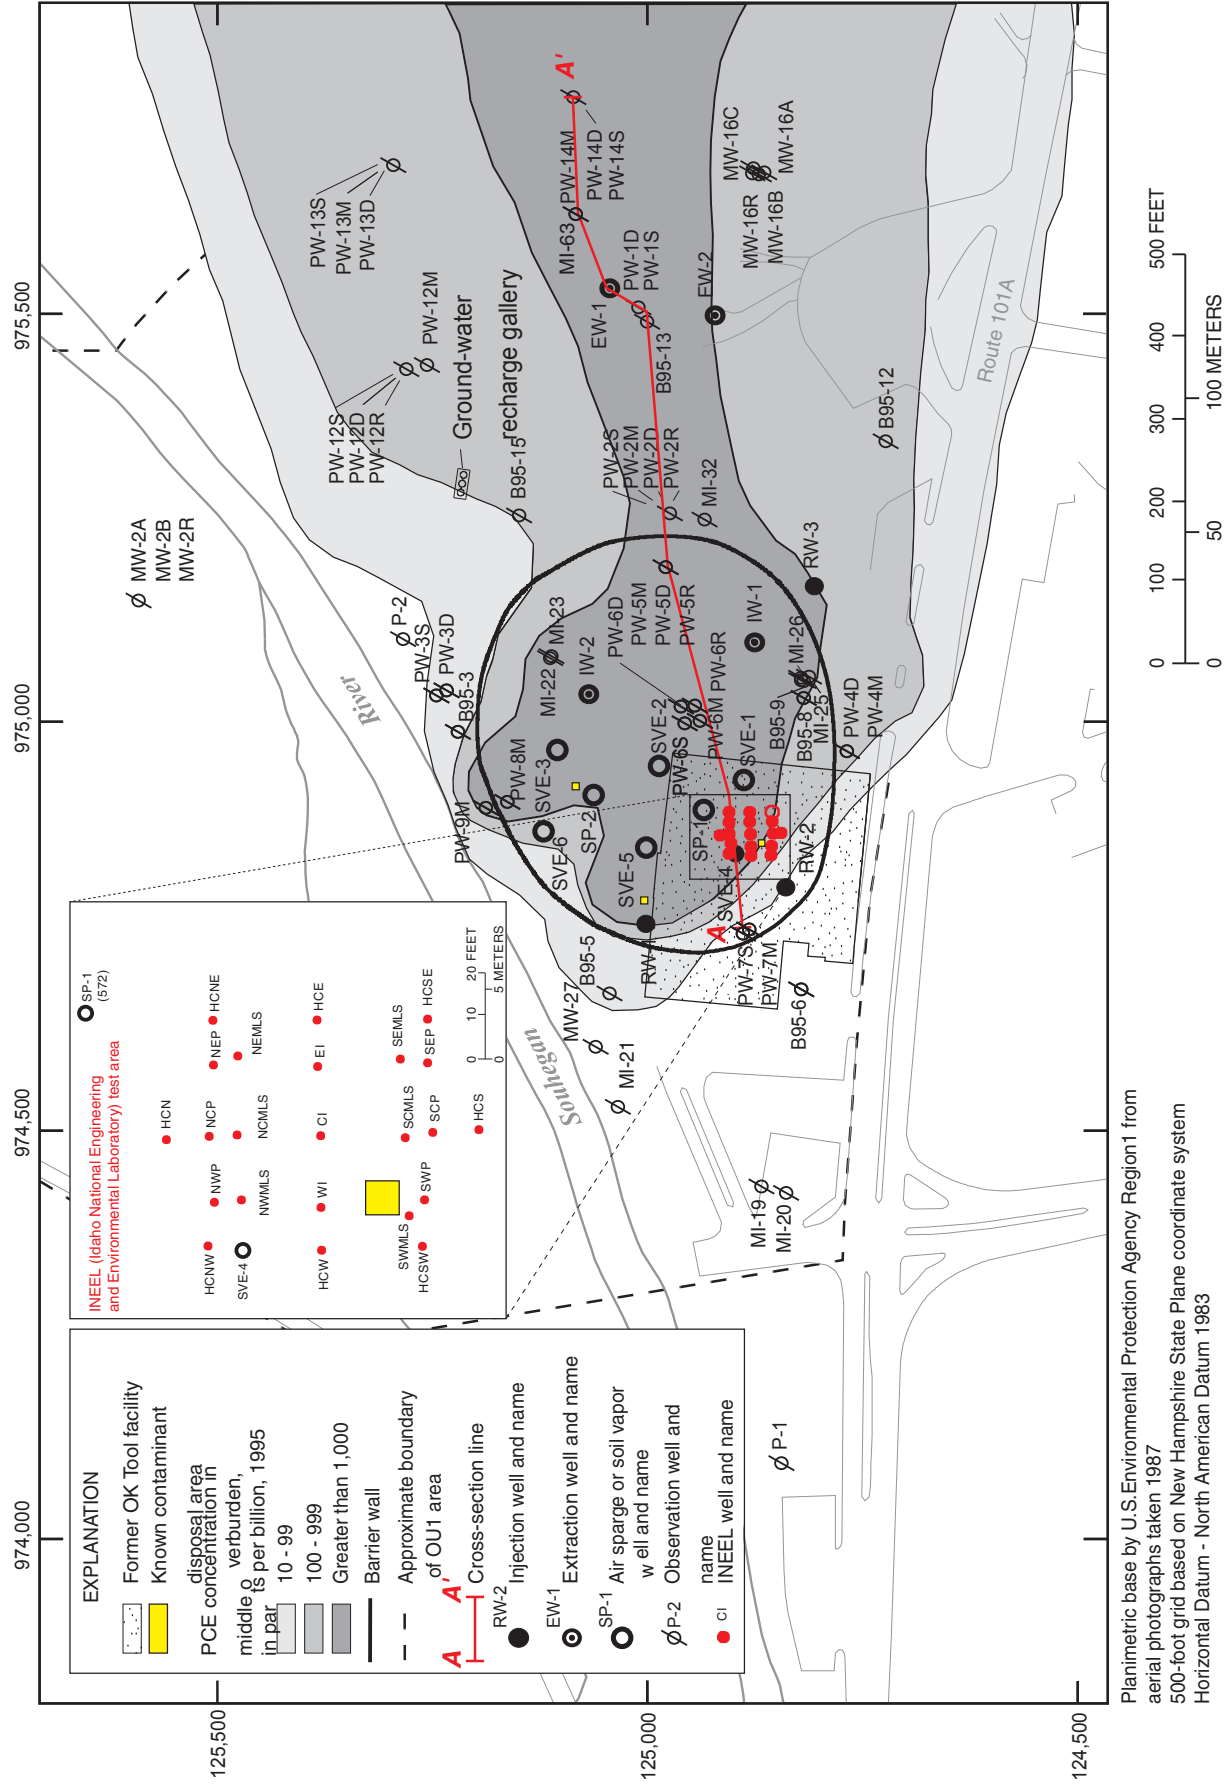 EXPLANATION
Former OK Tool facility
Known contaminant
disposal area
PCE concentration in
middle o verburden,
in par ts per billion, 1995
10 - 99
100 - 999
Greater than 1,000
Barrier wall
Approximate boundary
of OU1 area
A A' Cross-section line
RW-2 Injection well and name
EW-1 Extraction well and name
SP-1 Air sparge or soil vapor
w ell and name
P-2 Observation well and
name
CI INEEL well and name
INEEL (Idaho National Engineering
and Environmental Laboratory) test area
SP-1
(572)
HCN
HCNW
NWP
NCP
NEP
HCNE
SVE-4
NWMLS
NCMLS
NEMLS
HCW
WI
CI
EI
HCE
SWMLS
SCMLS
SEMLS
HCSW
SWP
SCP
SEP
HCSE
HCS
0 10 20 FEET
0 5 METERS
974,000
974,500
975,000
975,500
125,500
125,000
124,500
MW-2A
MW-2B
MW-2R
PW-13S
PW-13M
PW-13D
PW-12S
PW-12D
PW-12R
PW-12M
Ground-water
recharge gallery
B95-15
P-2
PW-3S
PW-3D
B95-3
River
Souhegan
PW-9M
PW-8M
SVE-3
SVE-6
SP-2
SVE-5
MI-22
MI-23
IW-2
SVE-2
PW-6D
PW-5M
PW-5D
PW-5R
PW-6R
PW-6M
PW-6S
SVE-1
IW-1
SP-1
SVE-4
RW-1
RW-2
RW-3
MI-26
B95-9
B95-8
MI-25
PW-4D
PW-4M
A
PW-7S
PW-7M
B95-6
B95-5
MW-27
MI-21
MI-19
MI-20
P-1
PW-2S
PW-2M
PW-2D
PW-2R
MI-32
B95-13
EW-1
PW-1D
PW-1S
EW-2
MI-63
PW-14M
PW-14D
PW-14S
A'
MW-16C
MW-16A
MW-16R
MW-16B
B95-12
Route 101A
0 100 200 300 400 500 FEET
0 50 100 METERS
Planimetric base by U.S.Environmental Protection Agency Region1 from
aerial photographs taken 1987
500-foot grid based on New Hampshire State Plane coordinate system
Horizontal Datum - North American Datum 1983